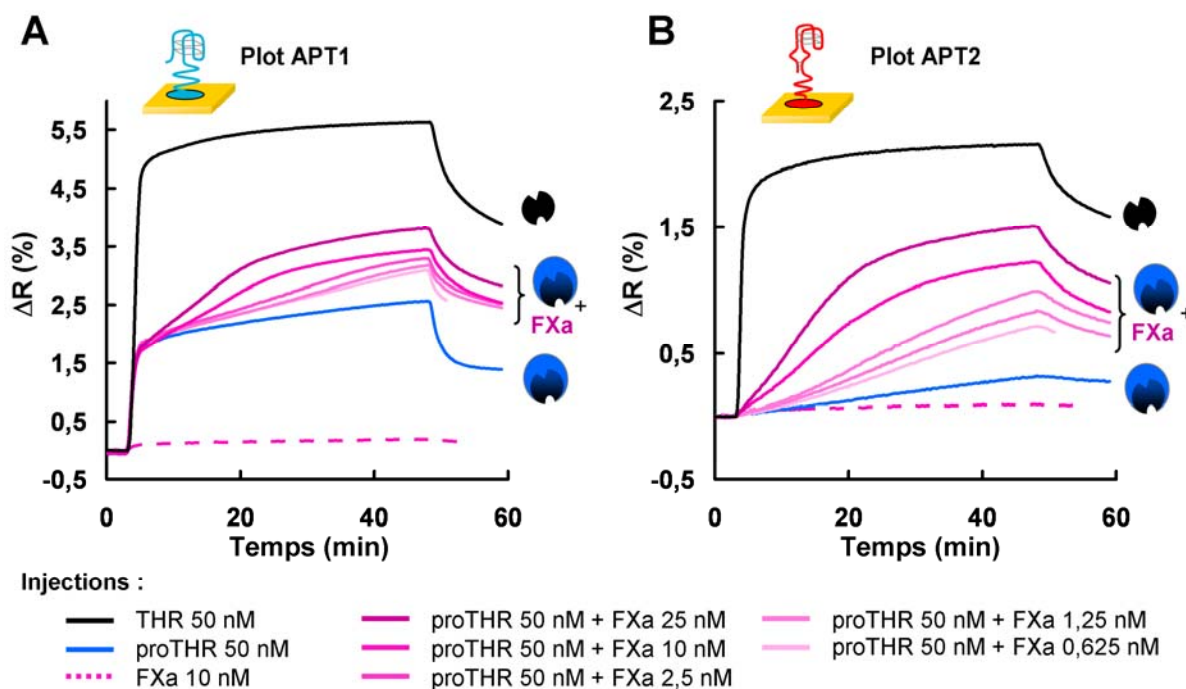 A
Plot APT1
ΔR (%)
5,5
4,5
3,5
2,5
1,5
0,5
-0,5
0
20
40
60
Temps (min)
+
FXa
B
Plot APT2
ΔR (%)
2,5
1,5
0,5
-0,5
0
20
40
60
Temps (min)
+
FXa
Injections :
THR 50 nM
proTHR 50 nM
FXa 10 nM
proTHR 50 nM + FXa 25 nM
proTHR 50 nM + FXa 10 nM
proTHR 50 nM + FXa 2,5 nM
proTHR 50 nM + FXa 1,25 nM
proTHR 50 nM + FXa 0,625 nM